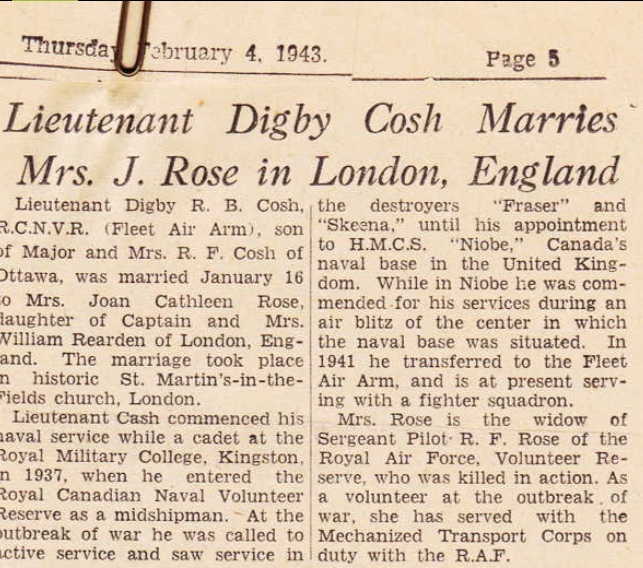 Thursday February 4, 1943.
Page 5
Lieutenant Digby Cosh Marries
Mrs. J. Rose in London, England
Lieutenant Digby R. B. Cosh,
R.C.N.V.R. (Fleet Air Arm), son
of Major and Mrs. R. F. Cosh of
Ottawa, was married January 16
to Mrs. Joan Cathleen Rose,
daughter of Captain and Mrs.
William Rearden of London, Eng-
land. The marriage took place
in historic St. Martin's-in-the-
Fields church, London.
Lieutenant Cash commenced his
naval service while a cadet at the
Royal Military College, Kingston,
in 1937, when he entered the
Royal Canadian Naval Volunteer
Reserve as a midshipman. At the
outbreak of war he was called to
active service and saw service in
the destroyers "Fraser" and
"Skeena," until his appointment
to H.M.C.S. "Niobe," Canada's
naval base in the United King-
dom. While in Niobe he was com-
mended for his services during an
air blitz of the center in which
the naval base was situated. In
1941 he transferred to the Fleet
Air Arm, and is at present serv-
ing with a fighter squadron.
Mrs. Rose is the widow of
Sergeant Pilot R. F. Rose of the
Royal Air Force, Volunteer Re-
serve, who was killed in action. As
a volunteer at the outbreak of
war, she has served with the
Mechanized Transport Corps on
duty with the R.A.F.